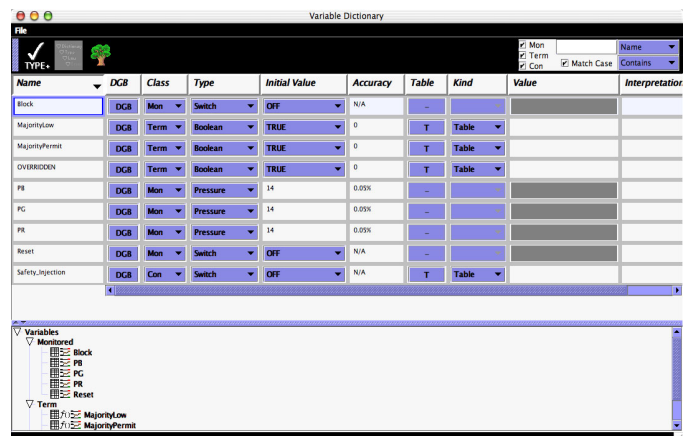 Variable Dictionary
File
TYPE+
Mon
Term
Con
Match Case
Name
Contains
Name DGB Class Type Initial Value Accuracy Table Kind Value Interpretation
Block DGB Mon Switch OFF N/A –
MajorityLow DGB Term Boolean TRUE 0 T Table
MajorityPermit DGB Term Boolean TRUE 0 T Table
OVERRIDDEN DGB Term Boolean TRUE 0 T Table
PB DGB Mon Pressure 14 0.05% –
PG DGB Mon Pressure 14 0.05% –
PR DGB Mon Pressure 14 0.05% –
Reset DGB Mon Switch OFF N/A –
Safety_Injection DGB Con Switch OFF N/A T Table
Variables
Monitored
Block
PB
PG
PR
Reset
Term
f() MajorityLow
f() MajorityPermit